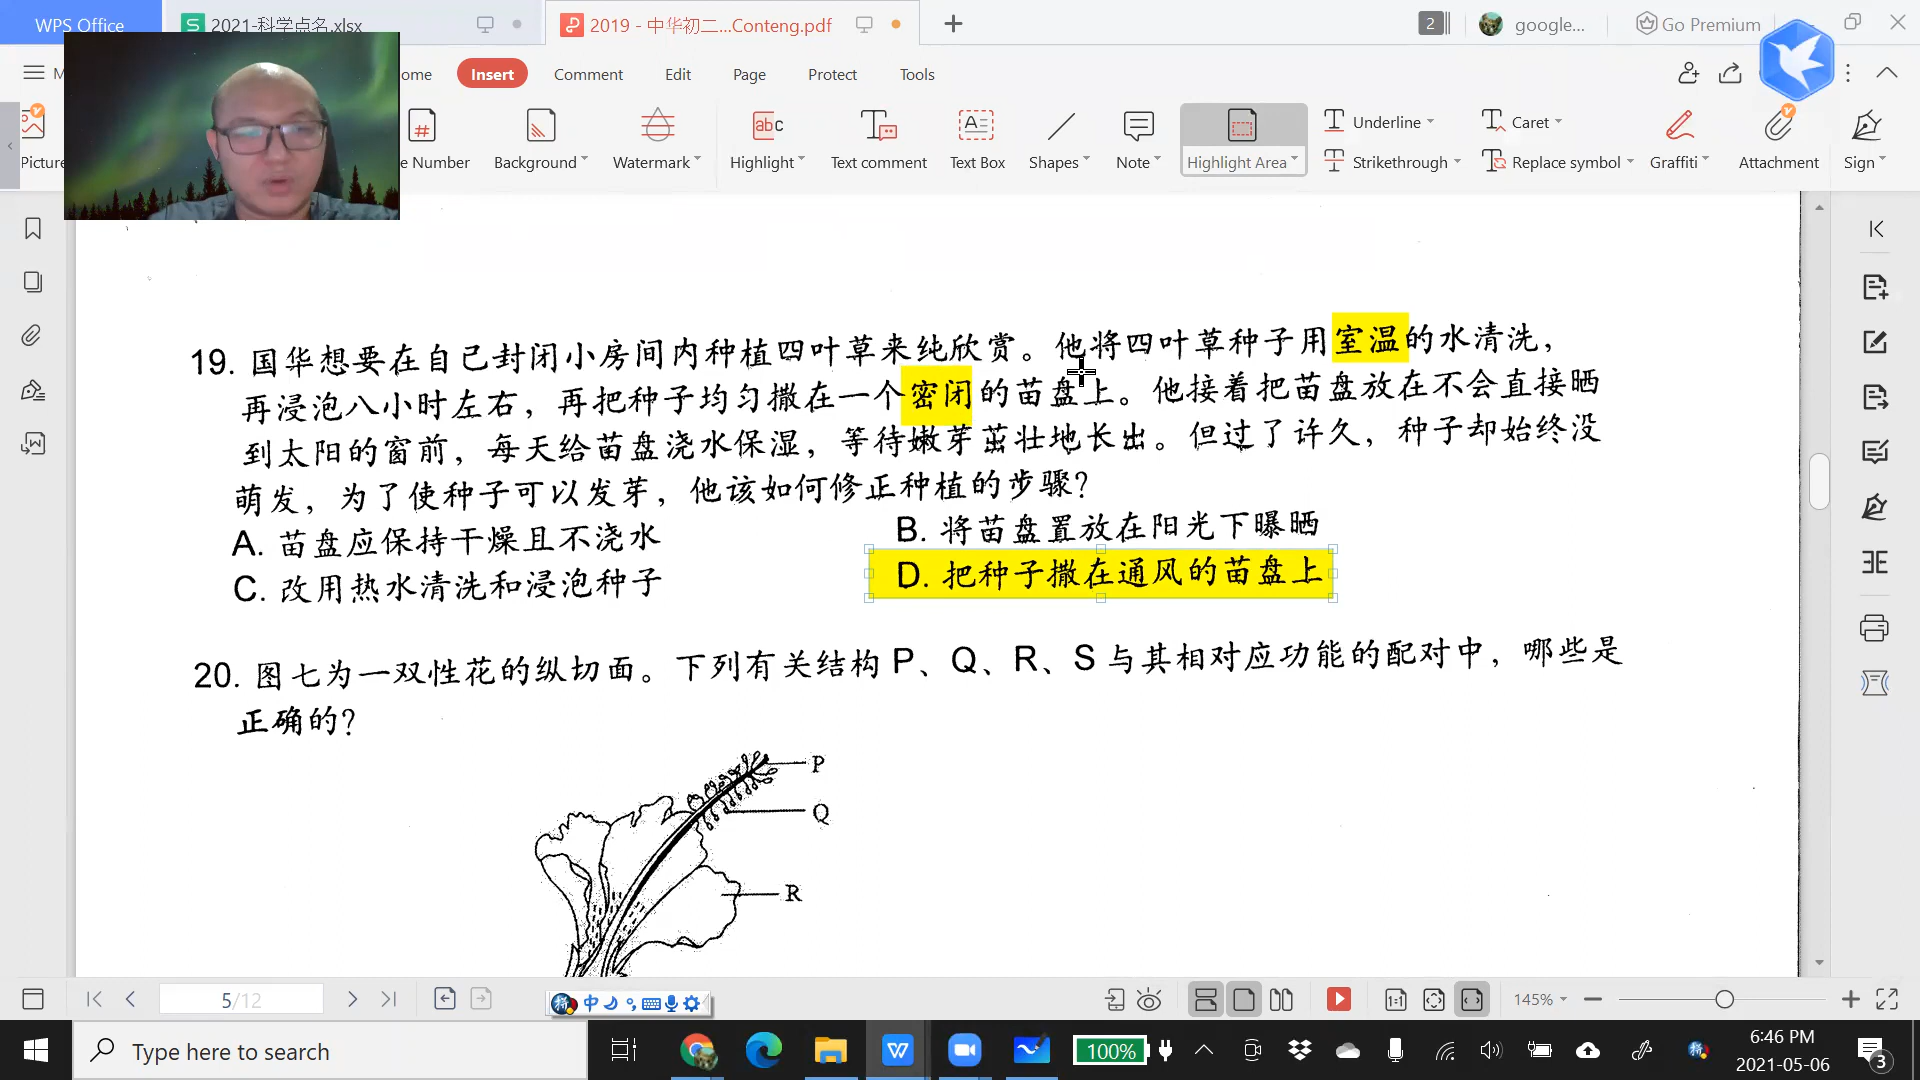 WPS Office
2021-科学点名.xlsx
2019 - 中华初二...Conteng.pdf
2
google...
Go Premium
ome
Insert
Comment
Edit
Page
Protect
Tools
Picture
e Number
Background
Watermark
Highlight
Text comment
Text Box
Shapes
Note
Highlight Area
Underline
Strikethrough
Caret
Replace symbol
Graffiti
Attachment
Sign
19. 国华想要在自己封闭小房间内种植四叶草来纯欣赏。他将四叶草种子用室温的水清洗，
再浸泡八小时左右，再把种子均匀撒在一个密闭的苗盘上。他接着把苗盘放在不会直接晒
到太阳的窗前，每天给苗盘浇水保湿，等待嫩芽茁壮地长出。但过了许久，种子却始终没
萌发，为了使种子可以发芽，他该如何修正种植的步骤？
A. 苗盘应保持干燥且不浇水
B. 将苗盘置放在阳光下曝晒
C. 改用热水清洗和浸泡种子
D. 把种子撒在通风的苗盘上
20. 图七为一双性花的纵切面。下列有关结构 P、Q、R、S 与其相对应功能的配对中，哪些是
正确的？
P
Q
R
5/12
中
145%
Type here to search
100%
6:46 PM
2021-05-06
3